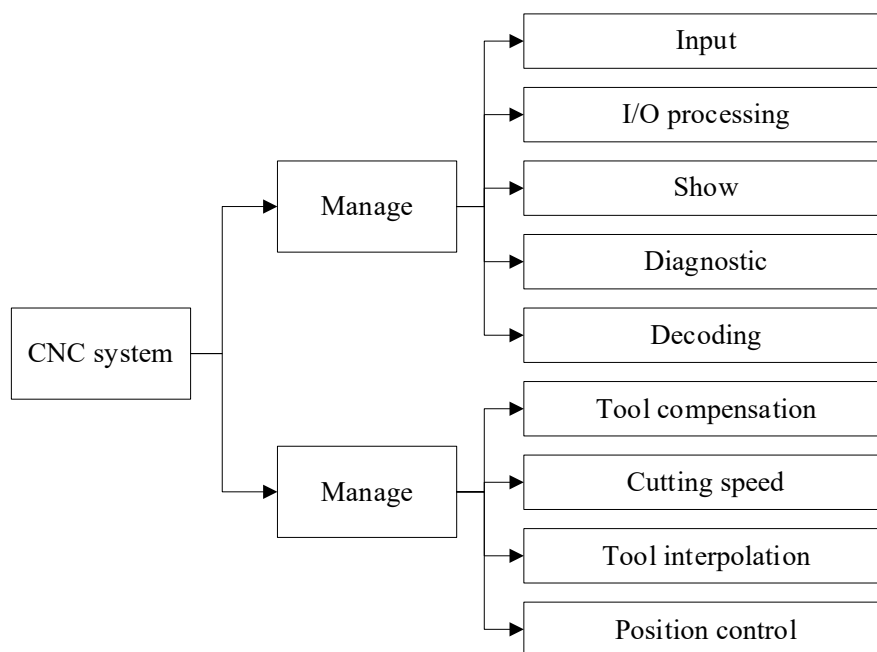 CNC system
Manage
Input
I/O processing
Show
Diagnostic
Decoding
Manage
Tool compensation
Cutting speed
Tool interpolation
Position control